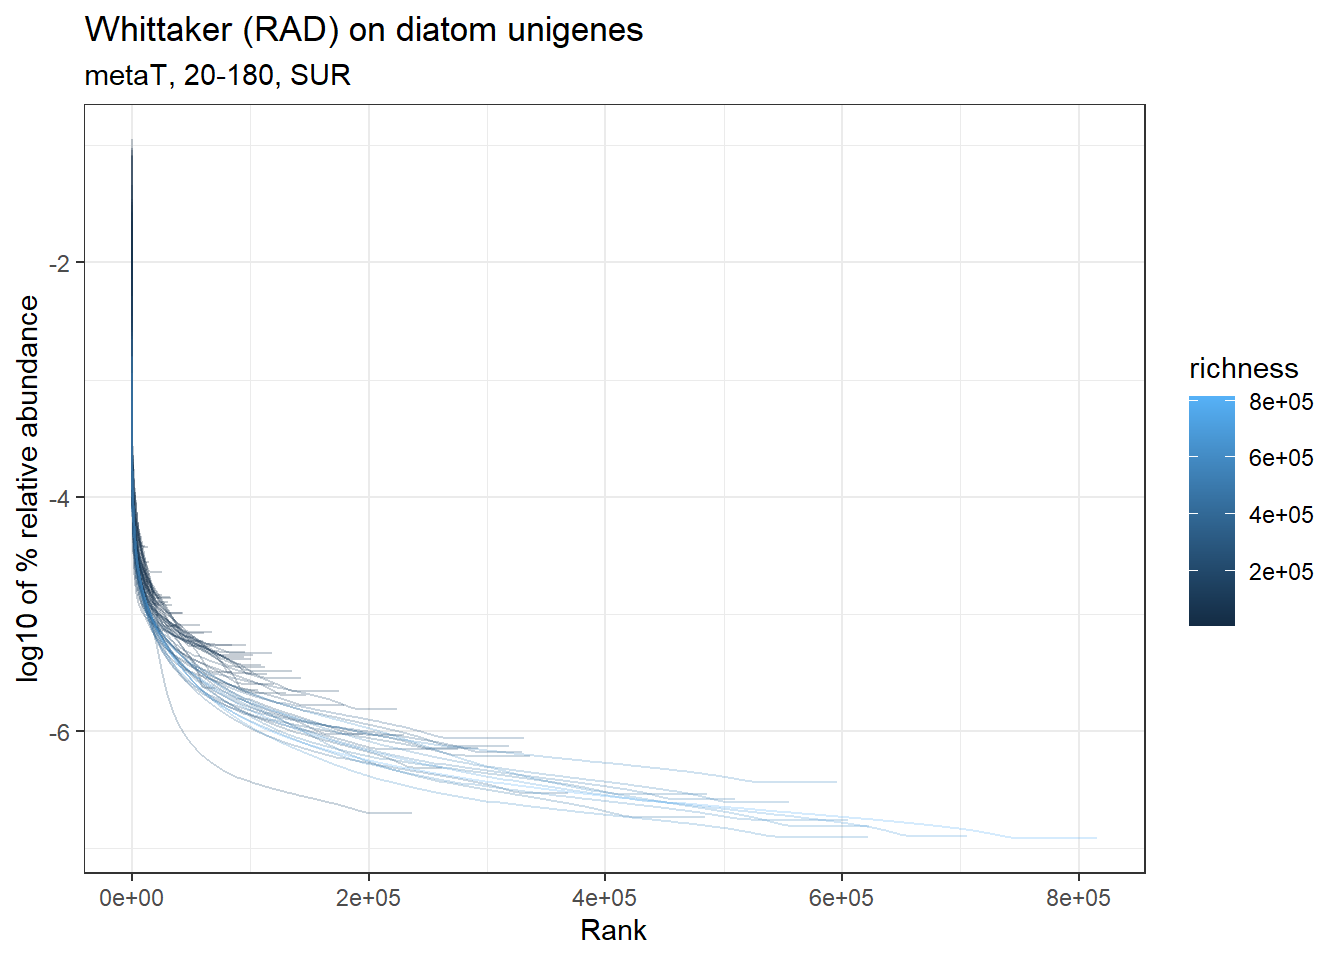 Whittaker (RAD) on diatom unigenes
metaT, 20-180, SUR
log10 of % relative abundance
-2
-4
-6
0e+00
2e+05
4e+05
6e+05
8e+05
Rank
richness
8e+05
6e+05
4e+05
2e+05